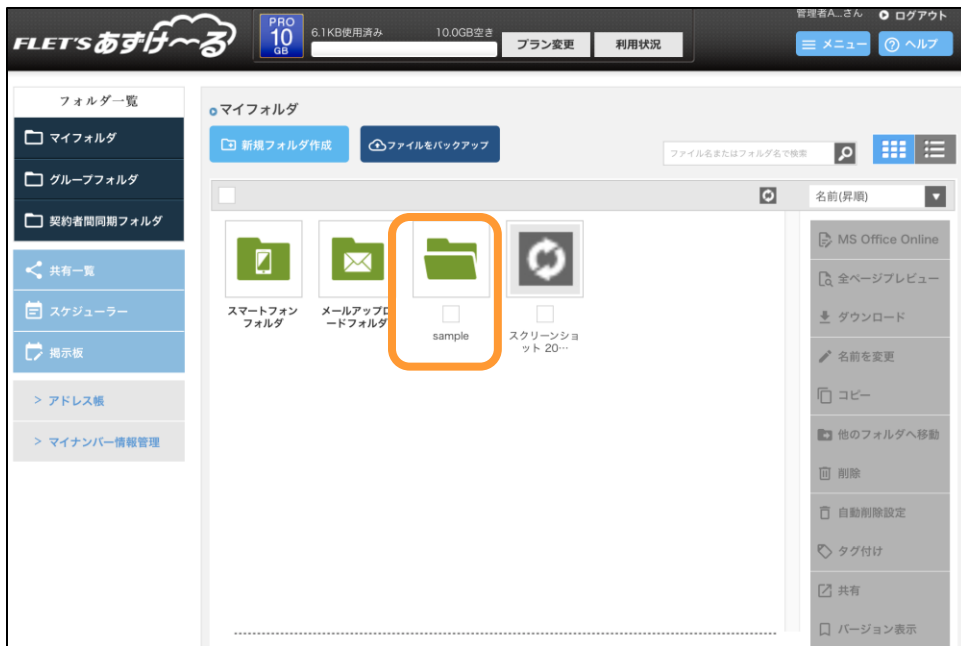 FLET'S あずけ〜る
PRO
10
GB
6.1KB使用済み
10.0GB空き
プラン変更
利用状況
管理者A...さん
ログアウト
メニュー
ヘルプ
フォルダ一覧
マイフォルダ
グループフォルダ
契約者間同期フォルダ
共有一覧
スケジューラー
掲示板
> アドレス帳
> マイナンバー情報管理
マイフォルダ
新規フォルダ作成
ファイルをバックアップ
ファイル名またはフォルダ名で検索
名前(昇順)
スマートフォン
フォルダ
メールアップロ
ードフォルダ
sample
スクリーンショ
ット 20…
MS Office Online
全ページプレビュー
ダウンロード
名前を変更
コピー
他のフォルダへ移動
削除
自動削除設定
タグ付け
共有
バージョン表示